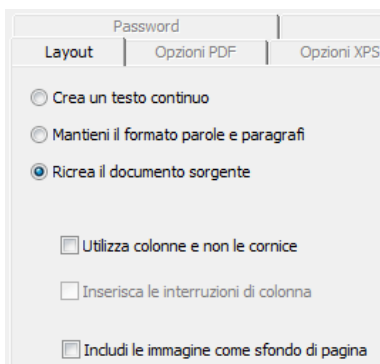 Password
Layout
Opzioni PDF
Opzioni XPS
Crea un testo continuo
Mantieni il formato parole e paragrafi
Ricrea il documento sorgente
Utilizza colonne e non le cornice
Inserisca le interruzioni di colonna
Includi le immagine come sfondo di pagina